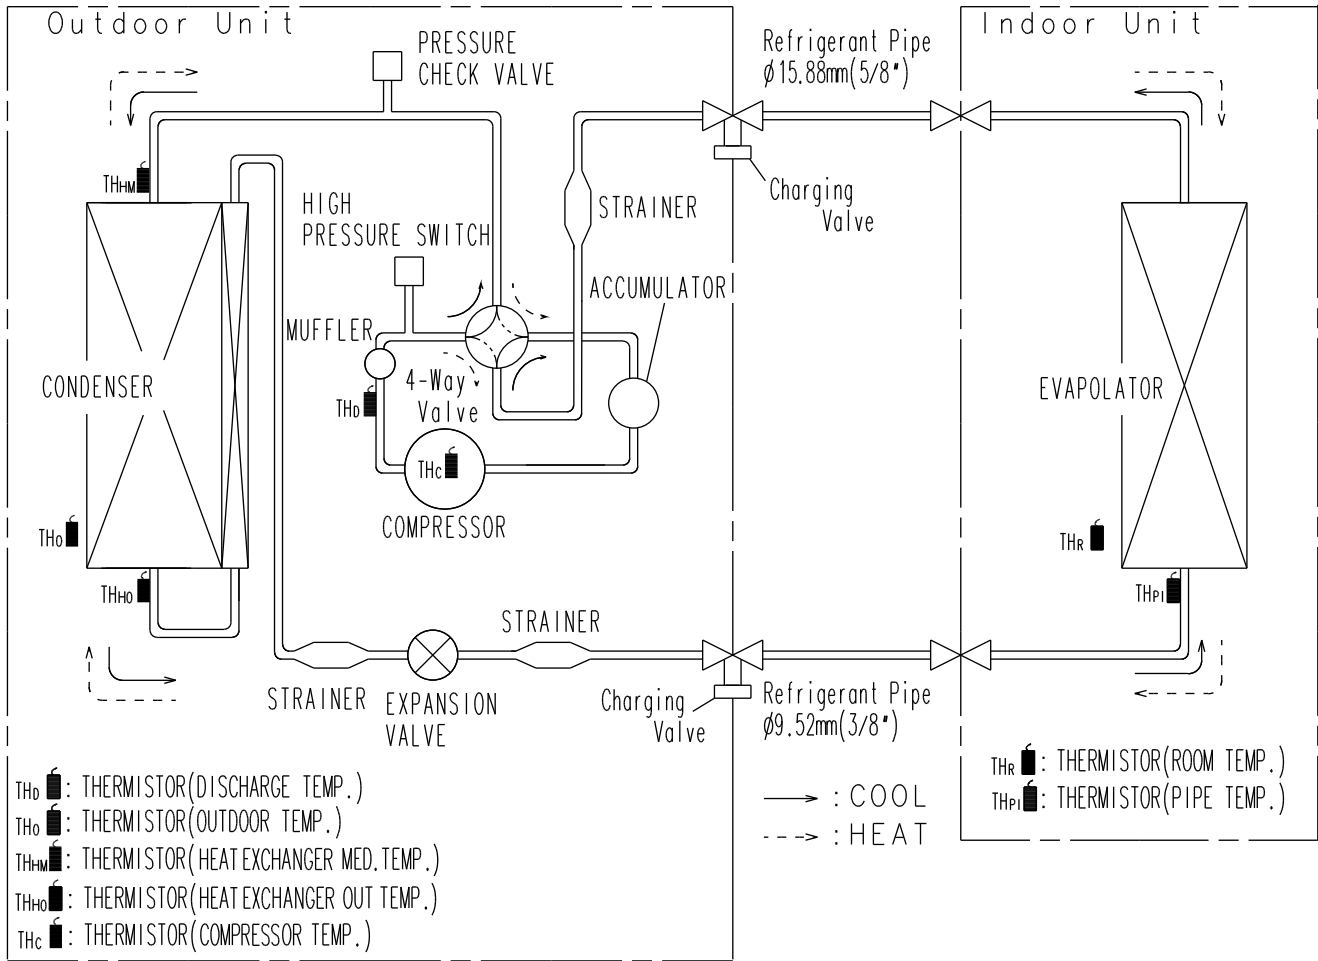 Outdoor Unit
Indoor Unit
PRESSURE
CHECK VALVE
Refrigerant Pipe
Ø15.88mm(5/8")
THHM
HIGH
PRESSURE SWITCH
STRAINER
Charging
Valve
ACCUMULATOR
MUFFLER
CONDENSER
4-Way
Valve
THD
EVAPOLATOR
THC
COMPRESSOR
THO
THR
THHO
THPI
STRAINER
STRAINER
EXPANSION
VALVE
Charging
Valve
Refrigerant Pipe
Ø9.52mm(3/8")
THD : THERMISTOR(DISCHARGE TEMP.)
THO : THERMISTOR(OUTDOOR TEMP.)
THHM : THERMISTOR(HEAT EXCHANGER MED.TEMP.)
THHO : THERMISTOR(HEAT EXCHANGER OUT TEMP.)
THC : THERMISTOR(COMPRESSOR TEMP.)
: COOL
: HEAT
THR : THERMISTOR(ROOM TEMP.)
THPI : THERMISTOR(PIPE TEMP.)